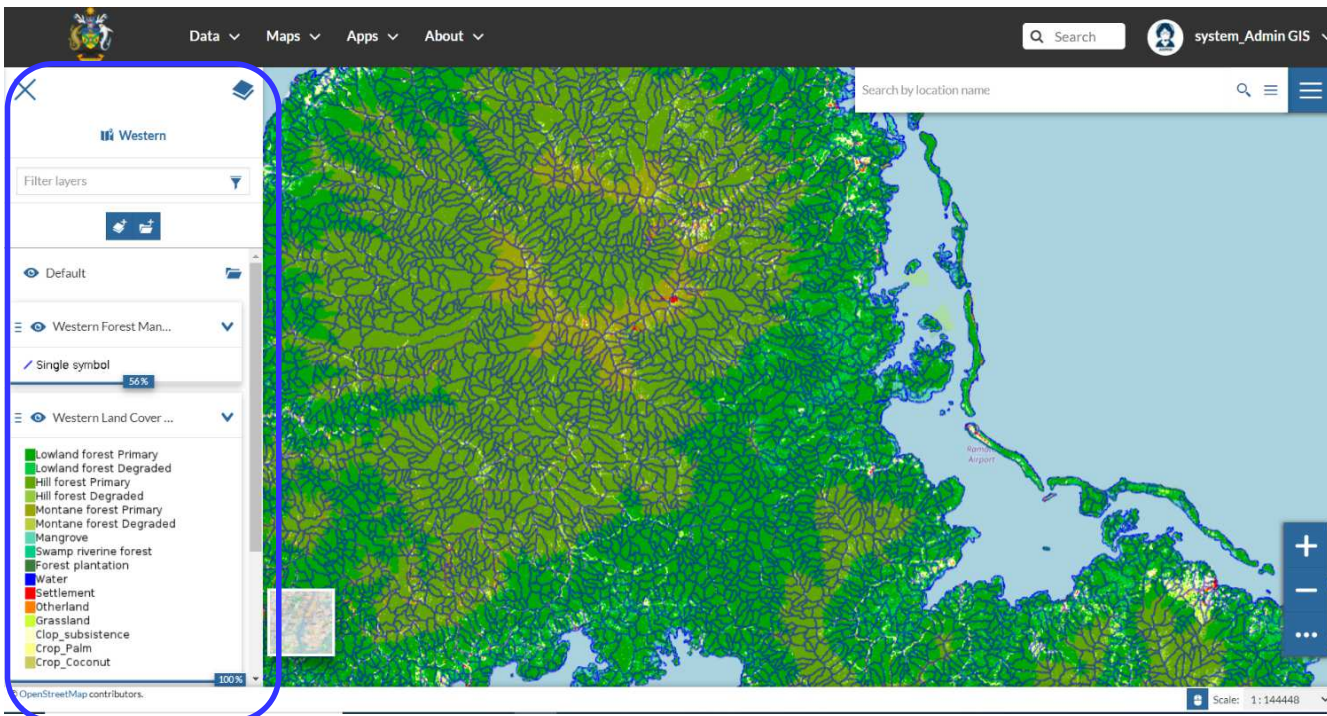 Data Maps Apps About Search system_Admin GIS
Search by location name
Western
Filter layers
Default
Western Forest Man...
Single symbol
56%
Western Land Cover ...
Lowland forest Primary
Lowland forest Degraded
Hill forest Primary
Hill forest Degraded
Montane forest Primary
Montane forest Degraded
Mangrove
Swamp riverine forest
Forest plantation
Water
Settlement
Otherland
Grassland
Clop_subsistence
Crop_Palm
Crop_Coconut
100%
Airport
© OpenStreetMap contributors.
Scale: 1 : 144448